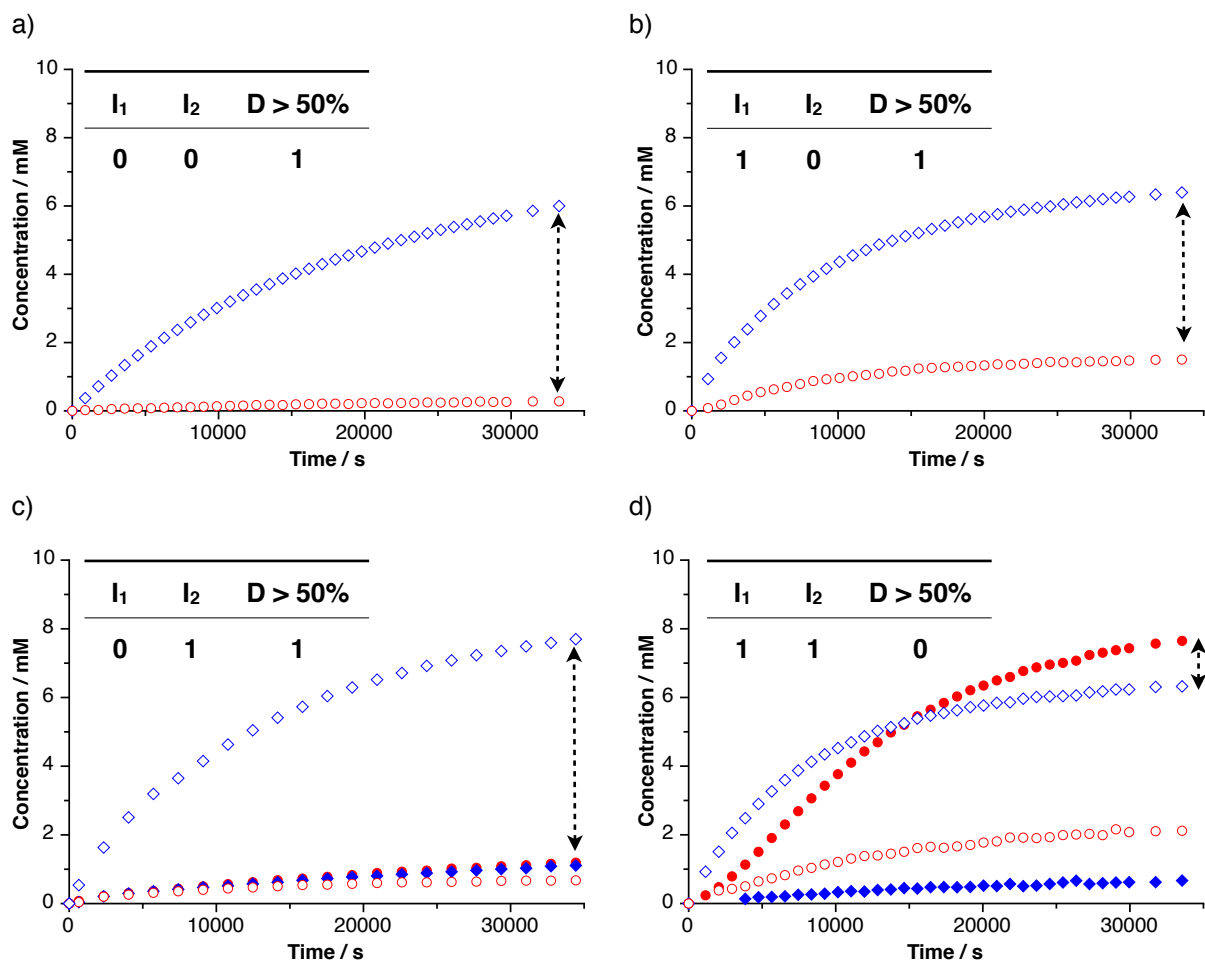 a)
10
8
6
4
2
0
Concentration / mM
I₁ I₂ D > 50%
0 0 1
0 10000 20000 30000
Time / s
b)
10
8
6
4
2
0
Concentration / mM
I₁ I₂ D > 50%
1 0 1
0 10000 20000 30000
Time / s
c)
10
8
6
4
2
0
Concentration / mM
I₁ I₂ D > 50%
0 1 1
0 10000 20000 30000
Time / s
d)
10
8
6
4
2
0
Concentration / mM
I₁ I₂ D > 50%
1 1 0
0 10000 20000 30000
Time / s